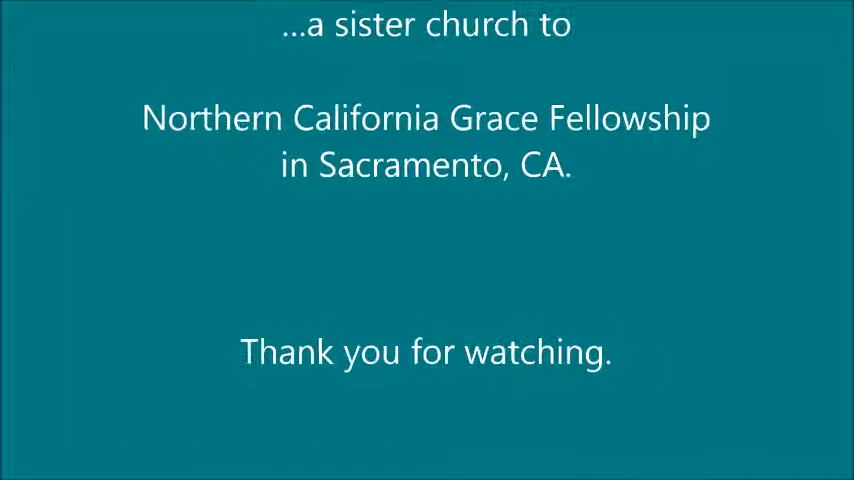 ...a sister church to
Northern California Grace Fellowship
in Sacramento, CA.
Thank you for watching.